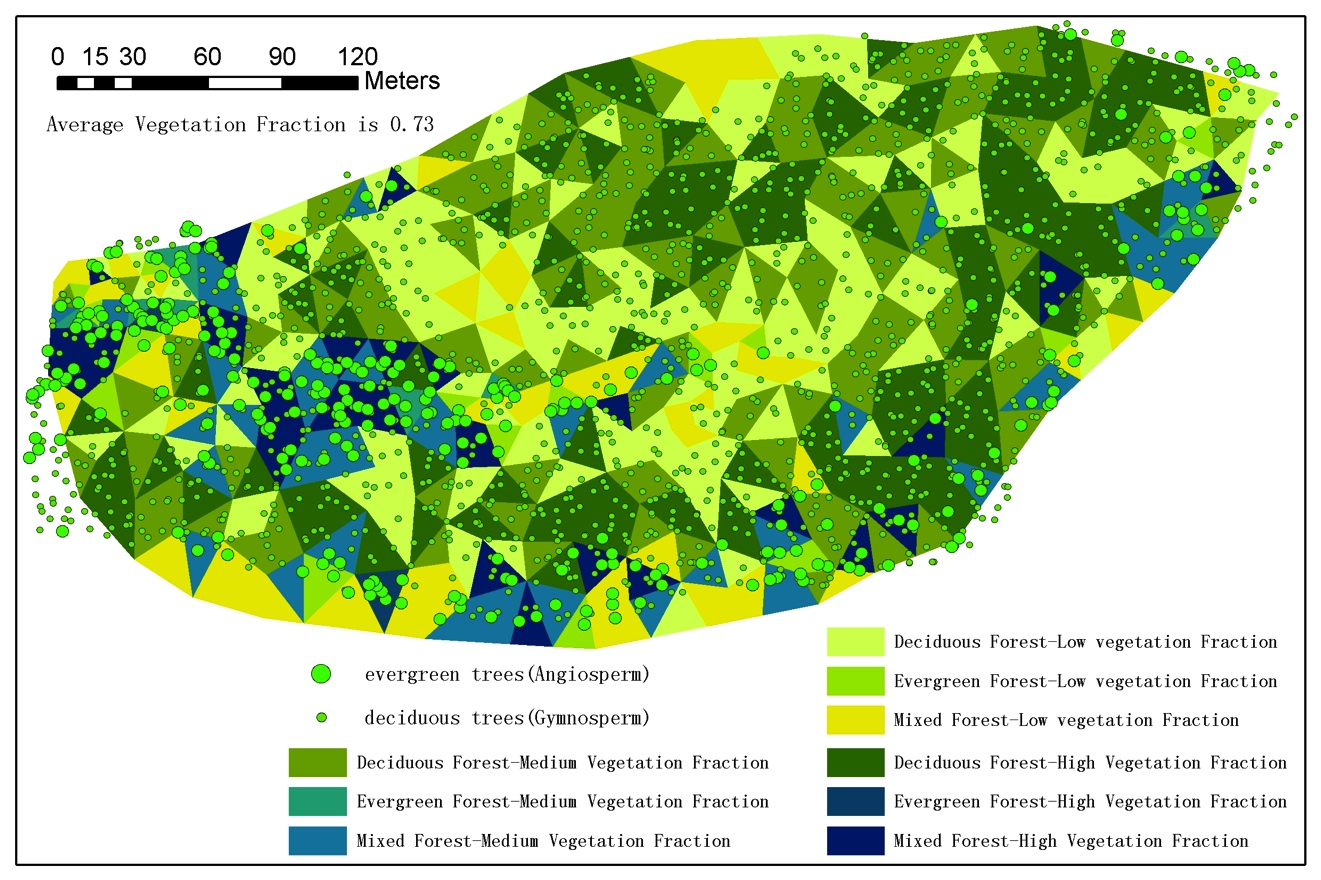 0 15 30 60 90 120
Meters
Average Vegetation Fraction is 0.73
evergreen trees(Angiosperm)
deciduous trees(Gymnosperm)
Deciduous Forest-Medium Vegetation Fraction
Evergreen Forest-Medium Vegetation Fraction
Mixed Forest-Medium Vegetation Fraction
Deciduous Forest-Low vegetation Fraction
Evergreen Forest-Low vegetation Fraction
Mixed Forest-Low vegetation Fraction
Deciduous Forest-High Vegetation Fraction
Evergreen Forest-High Vegetation Fraction
Mixed Forest-High Vegetation Fraction